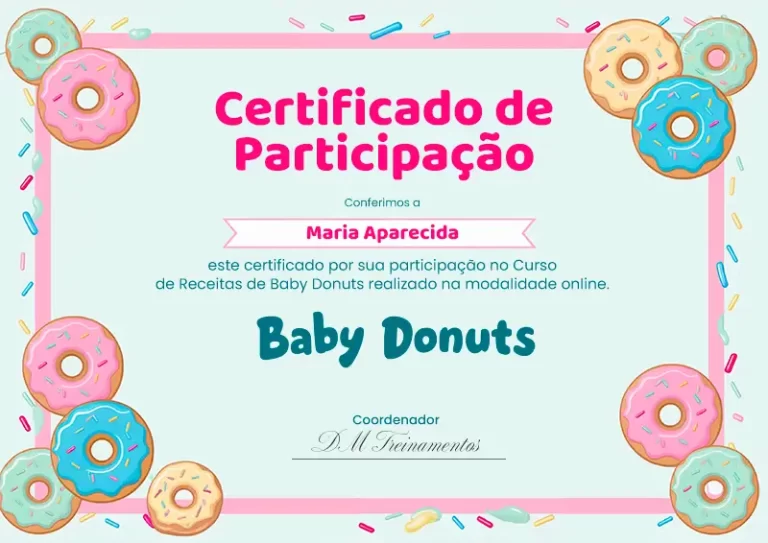 Certificado de
Participação
Conferimos a
Maria Aparecida
este certificado por sua participação no Curso
de Receitas de Baby Donuts realizado na modalidade online.
Baby Donuts
Coordenador
DM Treinamentos